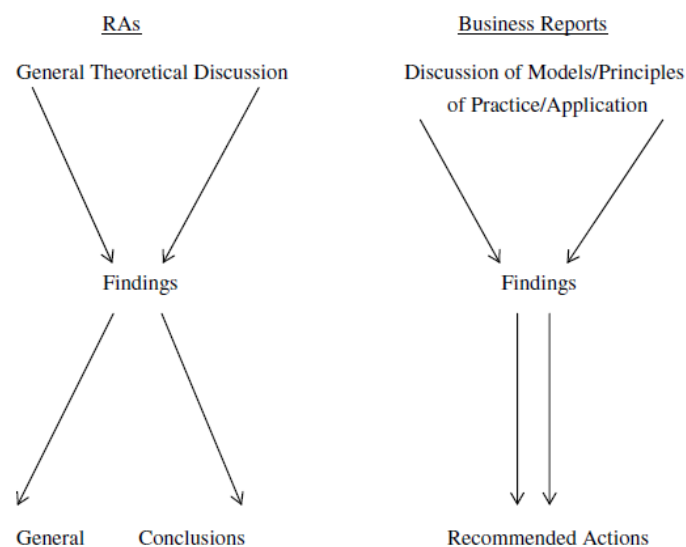 RAs
General Theoretical Discussion
Findings
General Conclusions
Business Reports
Discussion of Models/Principles
of Practice/Application
Findings
Recommended Actions